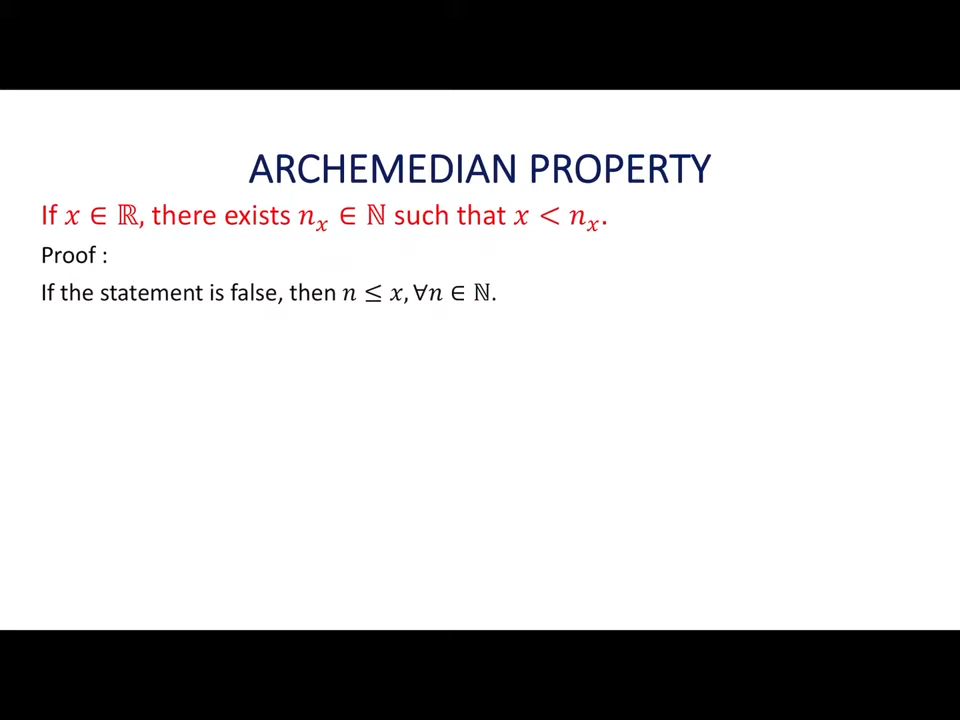 ARCHEMEDIAN PROPERTY
If 𝑥 ∈ ℝ, there exists 𝑛ₓ ∈ ℕ such that 𝑥 < 𝑛ₓ.
Proof :
If the statement is false, then 𝑛 ≤ 𝑥, ∀𝑛 ∈ ℕ.